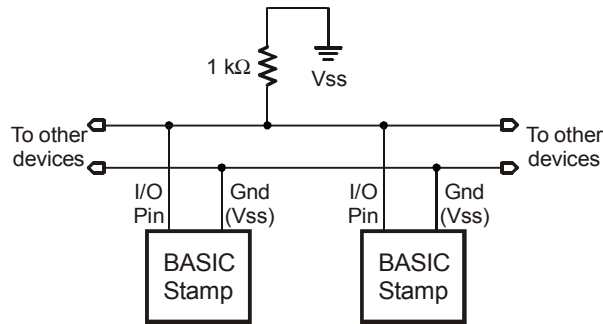 1 kΩ
Vss
To other
devices
To other
devices
I/O
Pin
Gnd
(Vss)
I/O
Pin
Gnd
(Vss)
BASIC
Stamp
BASIC
Stamp